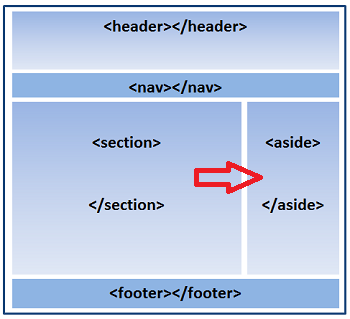 <header></header>
<nav></nav>
<section>
<aside>
</section>
</aside>
<footer></footer>